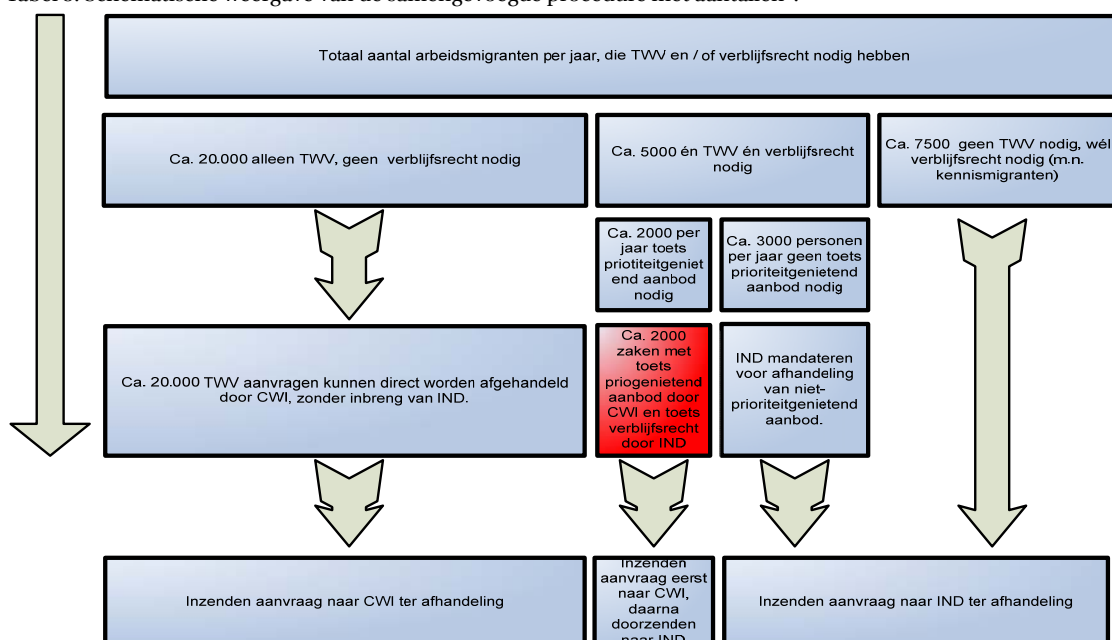 Totaal aantal arbeidsmigranten per jaar, die TWV en / of verblijfsrecht nodig hebben
Ca. 20.000 alleen TWV, geen verblijfsrecht nodig
Ca. 5000 én TWV én verblijfsrecht
nodig
Ca. 7500 geen TWV nodig, wél
verblijfsrecht nodig (m.n.
kennismigranten)
Ca. 2000 per
jaar toets
priotiteitgeniet
end aanbod
nodig
Ca. 3000 personen
per jaar geen toets
prioriteitgenietend
aanbod nodig
Ca. 20.000 TWV aanvragen kunnen direct worden afgehandeld
door CWI, zonder inbreng van IND.
Ca. 2000
zaken met
toets
priogenietend
aanbod door
CWI en toets
verblijfsrecht
door IND
IND mandateren
voor afhandeling
van niet-
prioriteitgenietend
aanbod.
Inzenden aanvraag naar CWI ter afhandeling
Inzenden
aanvraag eerst
naar CWI,
daarna
doorzenden
naar IND
Inzenden aanvraag naar IND ter afhandeling